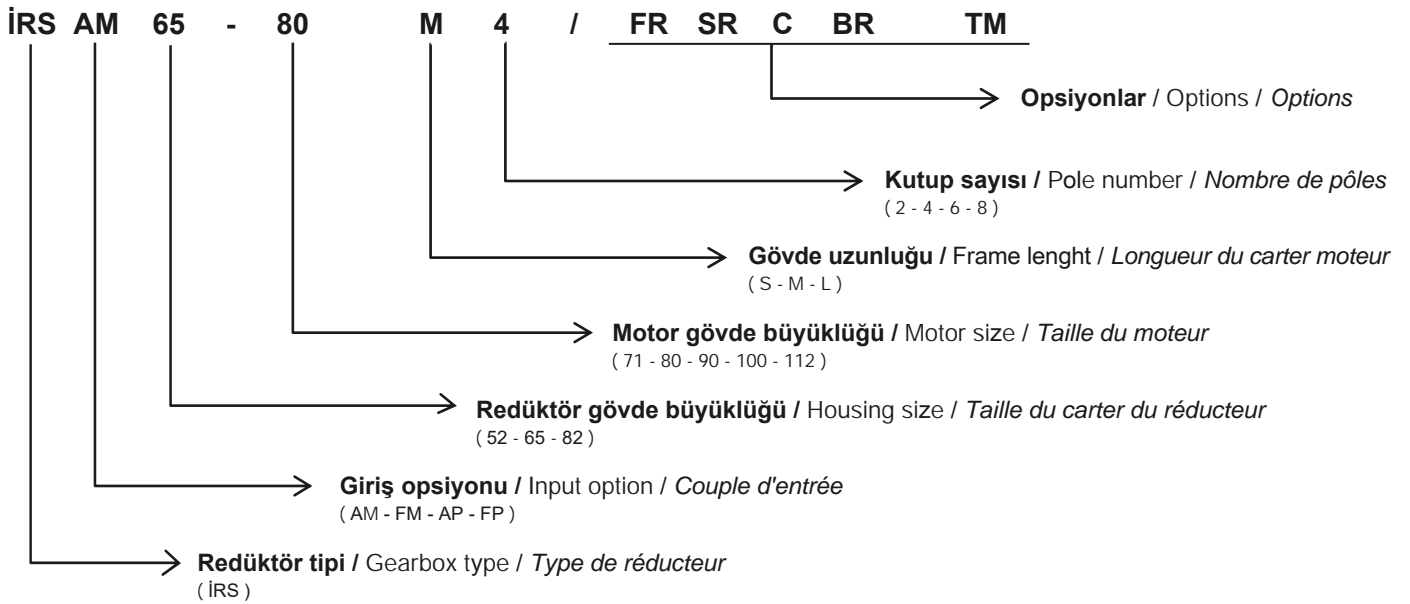 İRS AM 65 - 80 M 4 / FR SR C BR TM
Opsiyonlar / Options / Options
Kutup sayısı / Pole number / Nombre de pôles
( 2 - 4 - 6 - 8 )
Gövde uzunluğu / Frame lenght / Longueur du carter moteur
( S - M - L )
Motor gövde büyüklüğü / Motor size / Taille du moteur
( 71 - 80 - 90 - 100 - 112 )
Redüktör gövde büyüklüğü / Housing size / Taille du carter du réducteur
( 52 - 65 - 82 )
Giriş opsiyonu / Input option / Couple d'entrée
( AM - FM - AP - FP )
Redüktör tipi / Gearbox type / Type de réducteur
( İRS )